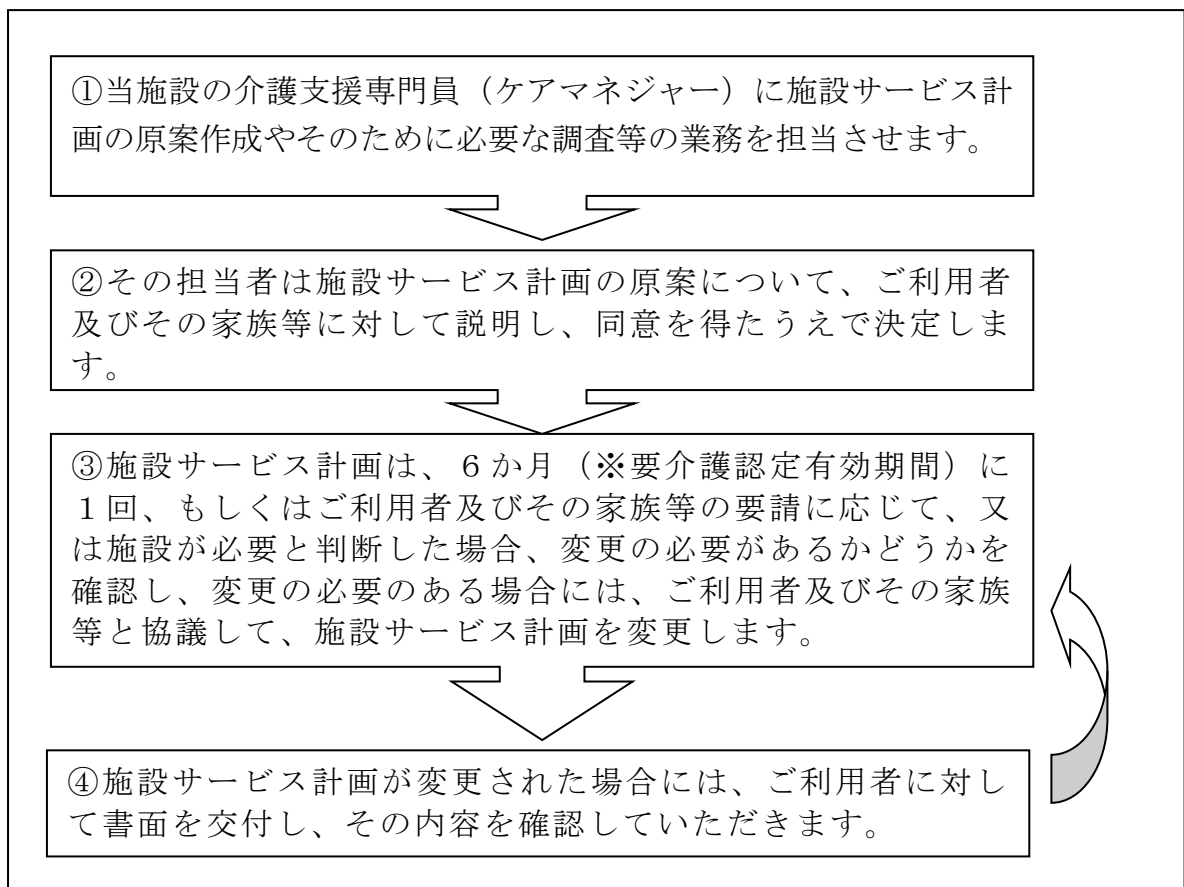 ①当施設の介護支援専門員（ケアマネジャー）に施設サービス計
画の原案作成やそのために必要な調査等の業務を担当させます。
②その担当者は施設サービス計画の原案について、ご利用者
及びその家族等に対して説明し、同意を得たうえで決定しま
す。
③施設サービス計画は、６か月（※要介護認定有効期間）に
１回、もしくはご利用者及びその家族等の要請に応じて、又
は施設が必要と判断した場合、変更の必要があるかどうかを
確認し、変更の必要のある場合には、ご利用者及びその家族
等と協議して、施設サービス計画を変更します。
④施設サービス計画が変更された場合には、ご利用者に対し
て書面を交付し、その内容を確認していただきます。